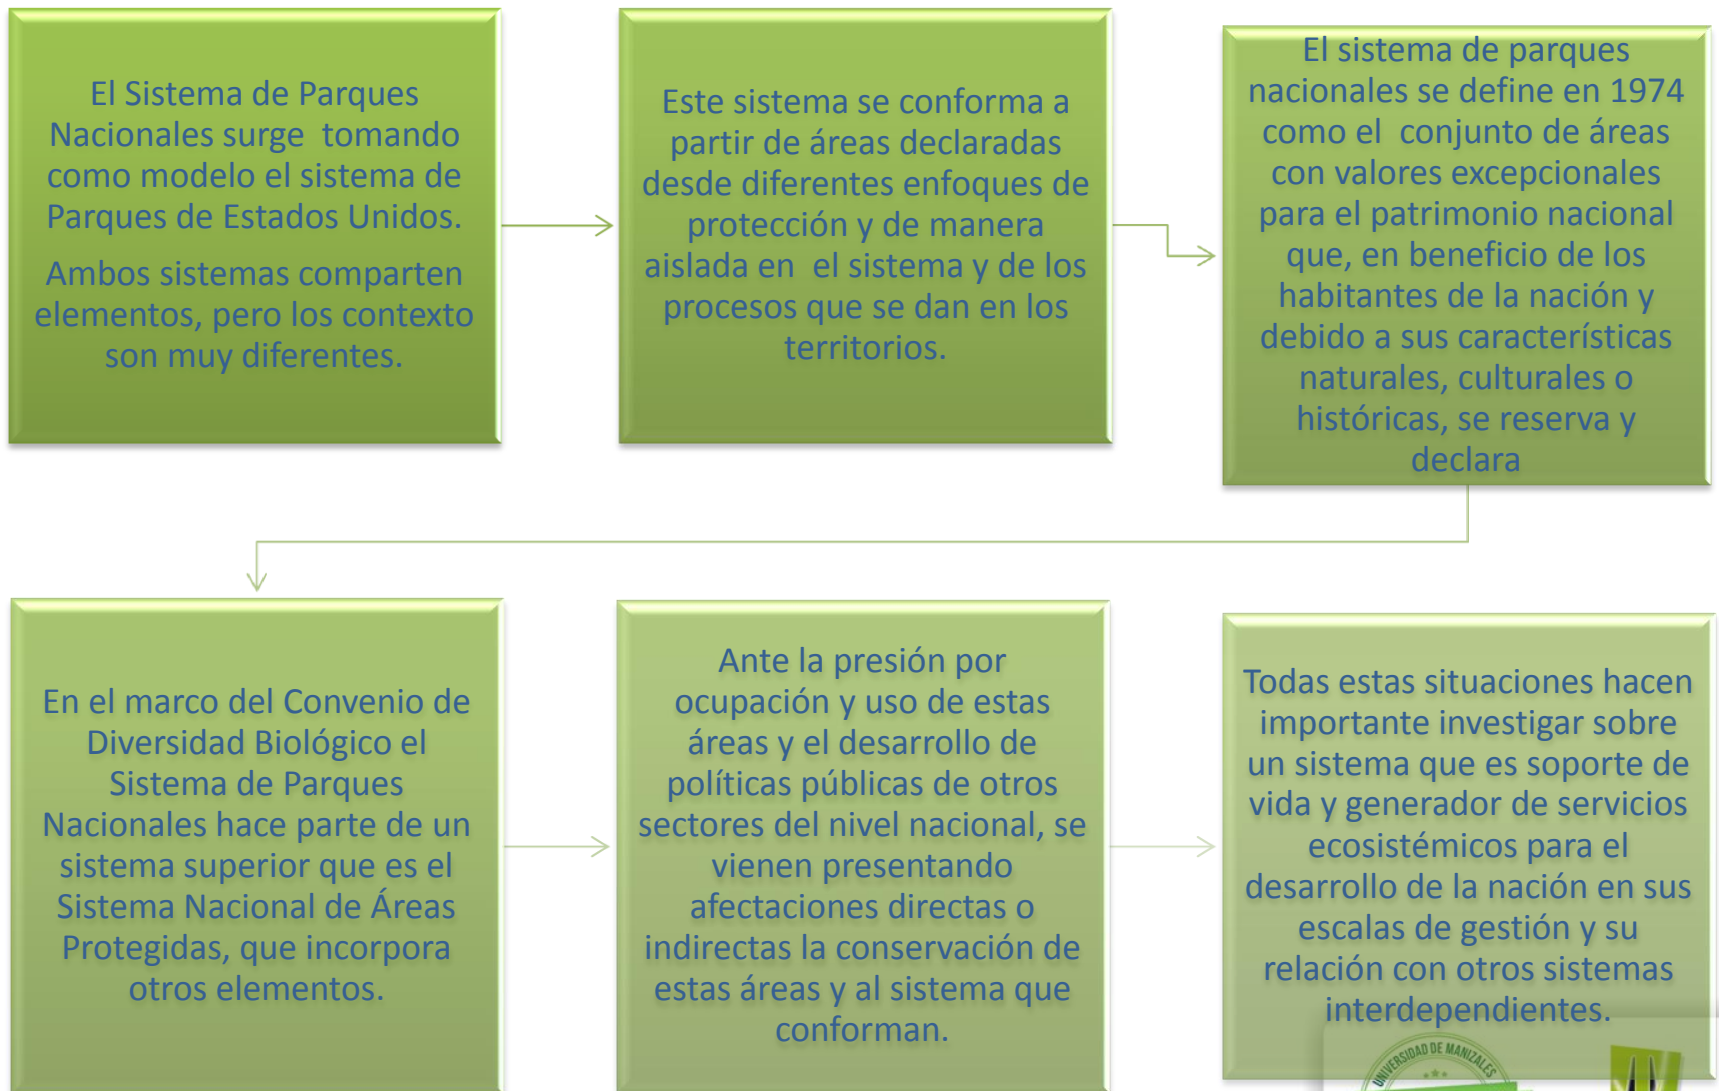 El Sistema de Parques
Nacionales surge tomando
como modelo el sistema de
Parques de Estados Unidos.
Ambos sistemas comparten
elementos, pero los contexto
son muy diferentes.
Este sistema se conforma a
partir de áreas declaradas
desde diferentes enfoques de
protección y de manera
aislada en el sistema y de los
procesos que se dan en los
territorios.
El sistema de parques
nacionales se define en 1974
como el conjunto de áreas
con valores excepcionales
para el patrimonio nacional
que, en beneficio de los
habitantes de la nación y
debido a sus características
naturales, culturales o
históricas, se reserva y
declara
En el marco del Convenio de
Diversidad Biológico el
Sistema de Parques
Nacionales hace parte de un
sistema superior que es el
Sistema Nacional de Áreas
Protegidas, que incorpora
otros elementos.
Ante la presión por
ocupación y uso de estas
áreas y el desarrollo de
políticas públicas de otros
sectores del nivel nacional, se
vienen presentando
afectaciones directas o
indirectas la conservación de
estas áreas y al sistema que
conforman.
Todas estas situaciones hacen
importante investigar sobre
un sistema que es soporte de
vida y generador de servicios
ecosistémicos para el
desarrollo de la nación en sus
escalas de gestión y su
relación con otros sistemas
interdependientes.
UNIVERSIDAD DE MANIZALES